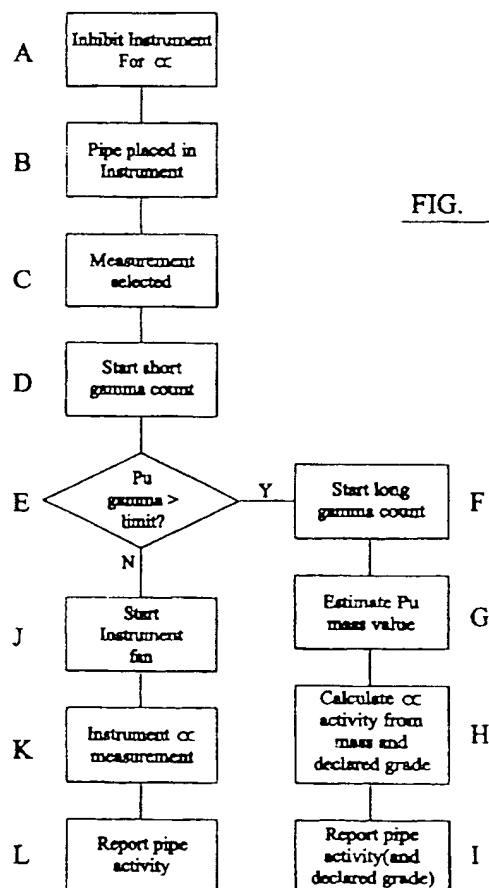 A
Inhibit Instrument
For ∝
B
Pipe placed in
Instrument
FIG.
C
Measurement
selected
D
Start short
gamma count
E
Pu
gamma >
limit?
Y
Start long
gamma count
F
N
J
Start
Instrument
fan
Estimate Pu
mass value
G
K
Instrument ∝
measurement
Calculate ∝
activity from
mass and
declared grade
H
L
Report pipe
activity
Report pipe
activity(and
declared grade)
I